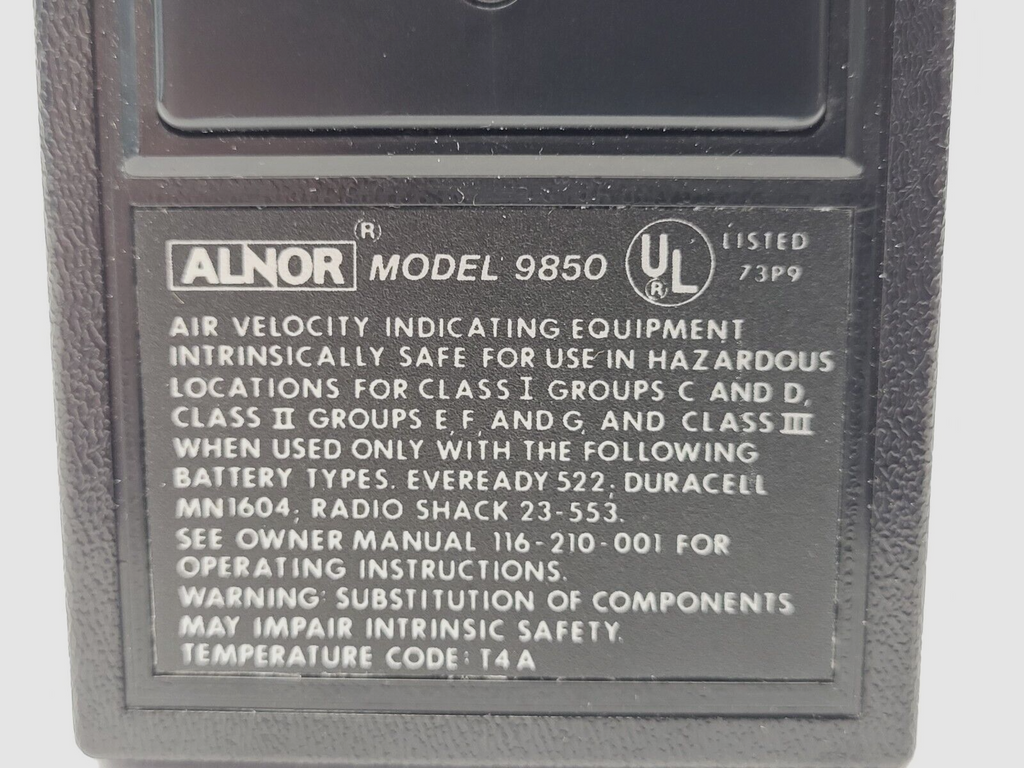 ALNOR® MODEL 9850 UL® LISTED
73P9
AIR VELOCITY INDICATING EQUIPMENT
INTRINSICALLY SAFE FOR USE IN HAZARDOUS
LOCATIONS FOR CLASS I GROUPS C AND D,
CLASS II GROUPS E, F, AND G, AND CLASS III
WHEN USED ONLY WITH THE FOLLOWING
BATTERY TYPES. EVEREADY 522; DURACELL
MN1604; RADIO SHACK 23-553.
SEE OWNER MANUAL 116-210-001 FOR
OPERATING INSTRUCTIONS.
WARNING: SUBSTITUTION OF COMPONENTS
MAY IMPAIR INTRINSIC SAFETY.
TEMPERATURE CODE: T4A